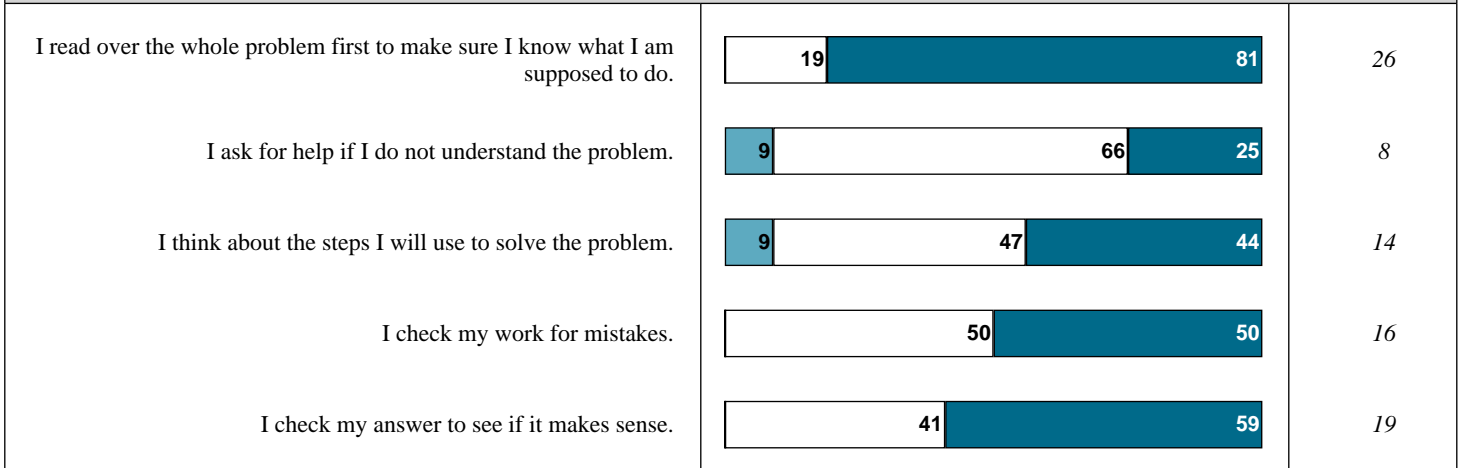 I read over the whole problem first to make sure I know what I am
supposed to do.
19 81
26
I ask for help if I do not understand the problem.
9 66 25
8
I think about the steps I will use to solve the problem.
9 47 44
14
I check my work for mistakes.
50 50
16
I check my answer to see if it makes sense.
41 59
19